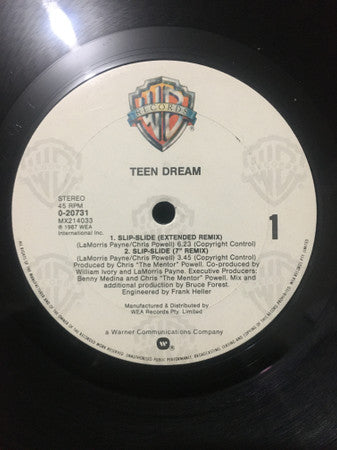 WB
RECORDS
TEEN DREAM
STEREO
45 RPM
0-20731
MX214033
℗ 1987 WEA
International Inc.
1
1. SLIP-SLIDE (EXTENDED REMIX)
(LaMorris Payne/Chris Powell) 6.23 (Copyright Control)
2. SLIP-SLIDE (7" REMIX)
(LaMorris Payne/Chris Powell) 3.45 (Copyright Control)
Produced by Chris "The Mentor" Powell. Co-produced by
William Ivory and LaMorris Payne. Executive Producers:
Benny Medina and Chris "The Mentor" Powell. Mix and
additional production by Bruce Forest.
Engineered by Frank Heller
Manufactured & Distributed by
WEA Records Pty. Limited
a Warner Communications Company